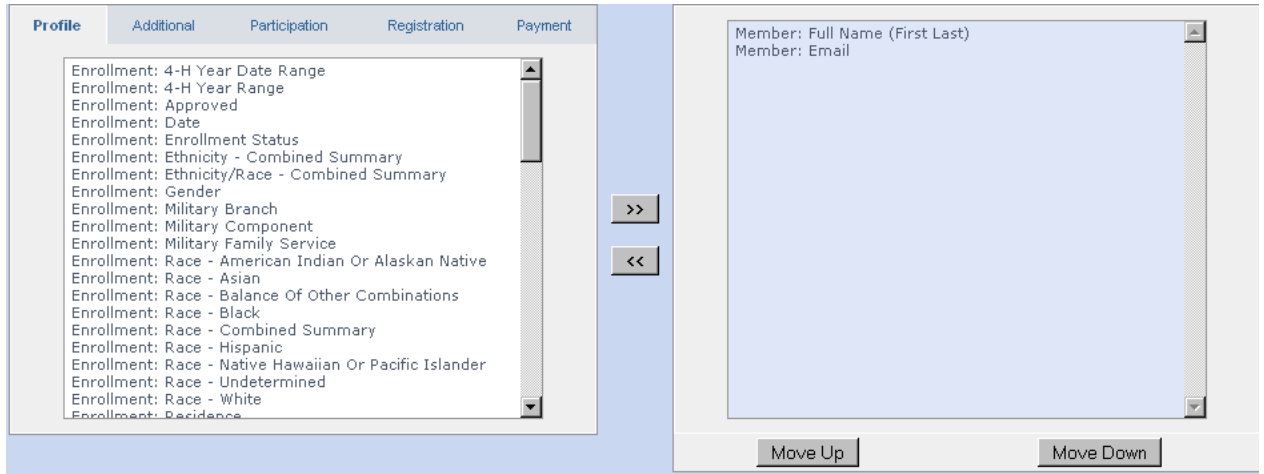 Profile Additional Participation Registration Payment
Enrollment: 4-H Year Date Range
Enrollment: 4-H Year Range
Enrollment: Approved
Enrollment: Date
Enrollment: Enrollment Status
Enrollment: Ethnicity - Combined Summary
Enrollment: Ethnicity/Race - Combined Summary
Enrollment: Gender
Enrollment: Military Branch
Enrollment: Military Component
Enrollment: Military Family Service
Enrollment: Race - American Indian Or Alaskan Native
Enrollment: Race - Asian
Enrollment: Race - Balance Of Other Combinations
Enrollment: Race - Black
Enrollment: Race - Combined Summary
Enrollment: Race - Hispanic
Enrollment: Race - Native Hawaiian Or Pacific Islander
Enrollment: Race - Undetermined
Enrollment: Race - White
Enrollment: Residence
>>
<<
Member: Full Name (First Last)
Member: Email
Move Up Move Down